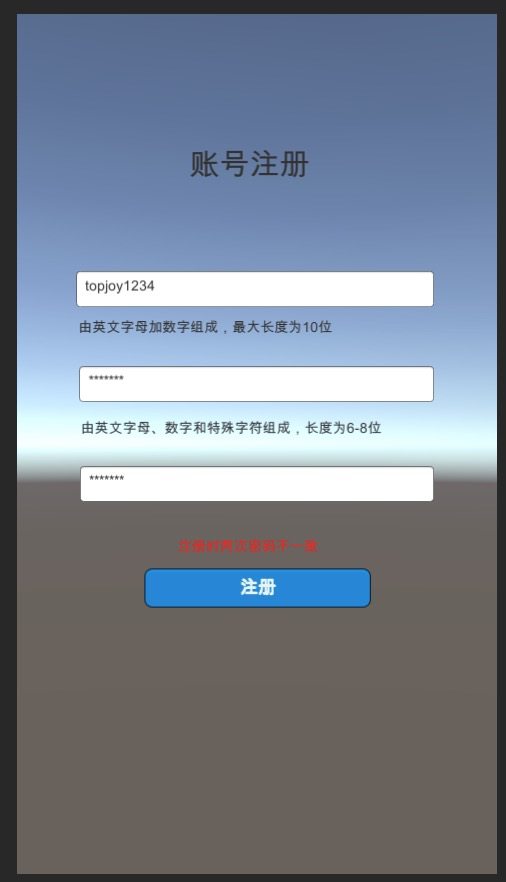 账号注册
topjoy1234
由英文字母加数字组成，最大长度为10位
*******
由英文字母、数字和特殊字符组成，长度为6-8位
*******
注册时两次密码不一致
注册